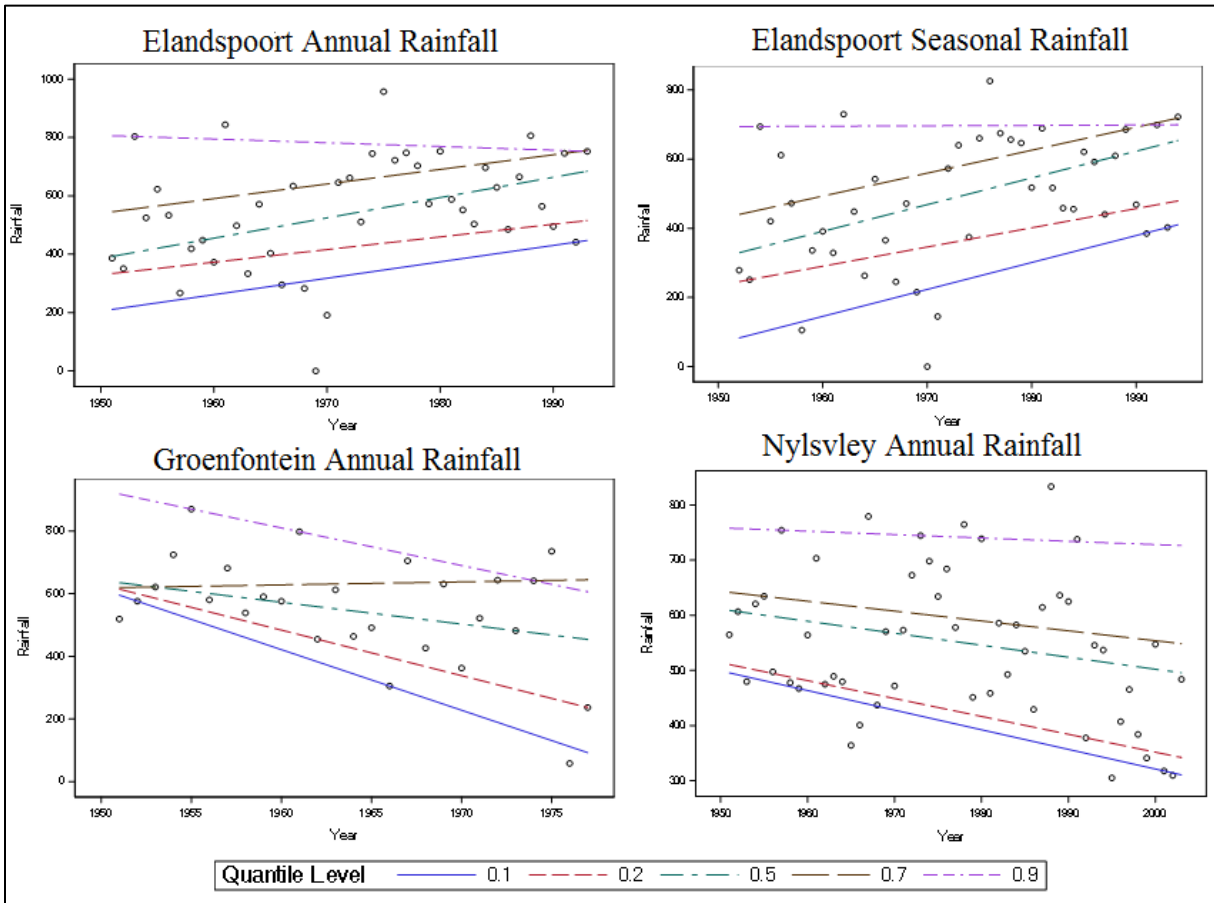 Elandspoort Annual Rainfall
1000
800
600
400
200
0
Rainfall
1950 1960 1970 1980 1990
Year
Elandspoort Seasonal Rainfall
800
600
400
200
0
Rainfall
1950 1960 1970 1980 1990
Year
Groenfontein Annual Rainfall
800
600
400
200
0
Rainfall
1950 1955 1960 1965 1970 1975
Year
Nylsvley Annual Rainfall
800
700
600
500
400
300
Rainfall
1950 1960 1970 1980 1990 2000
Year
Quantile Level 0.1 0.2 0.5 0.7 0.9